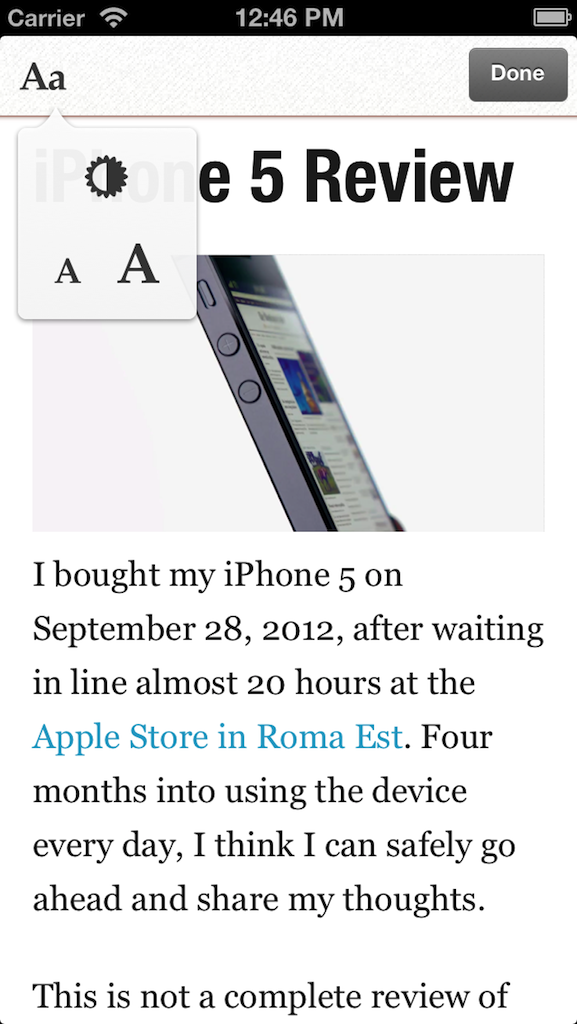 Carrier 12:46 PM
Aa Done
iPhone 5 Review
A A
I bought my iPhone 5 on
September 28, 2012, after waiting
in line almost 20 hours at the
Apple Store in Roma Est. Four
months into using the device
every day, I think I can safely go
ahead and share my thoughts.
This is not a complete review of